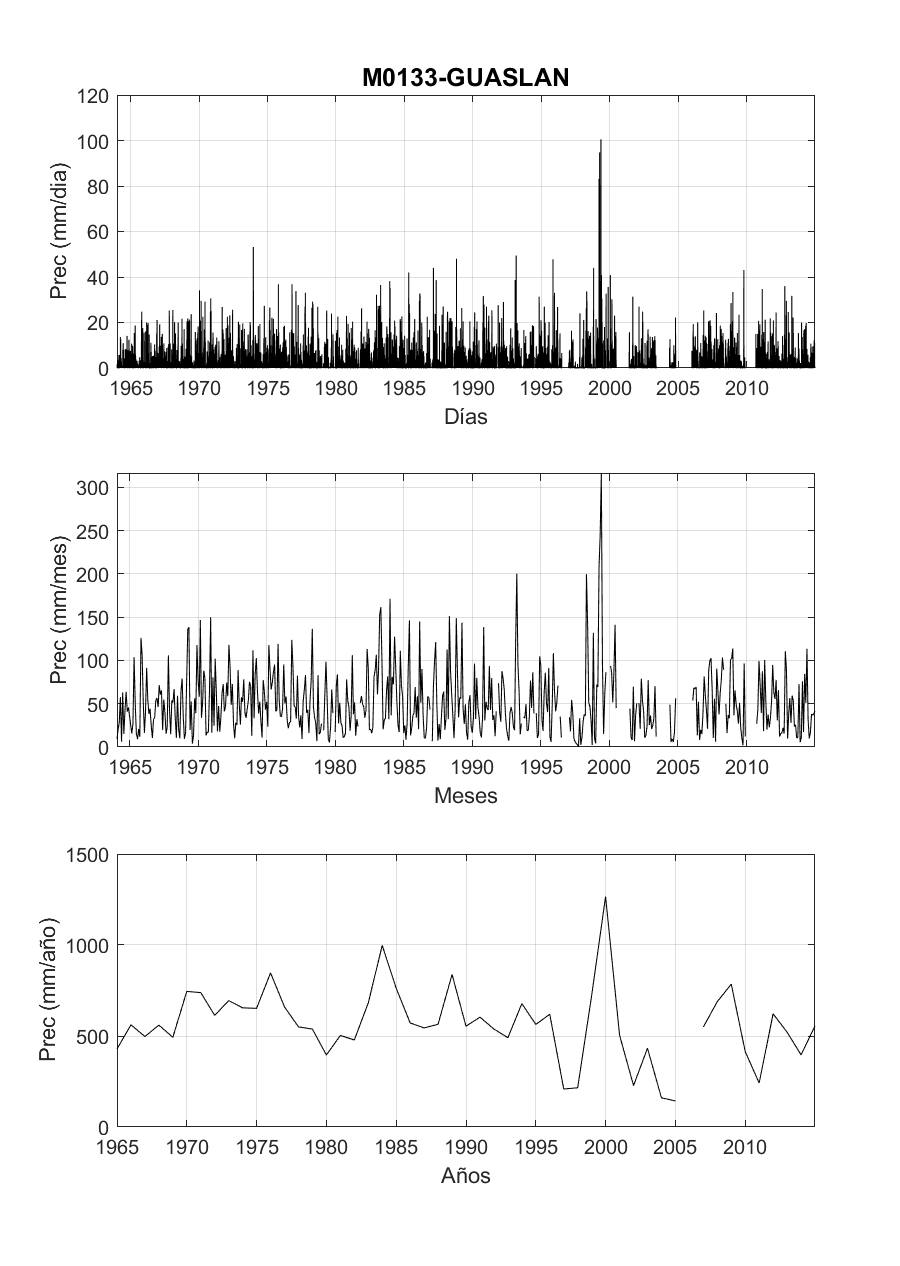 M0133-GUASLAN
Prec (mm/dia)
120
100
80
60
40
20
0
1965 1970 1975 1980 1985 1990 1995 2000 2005 2010
Días
Prec (mm/mes)
300
250
200
150
100
50
0
1965 1970 1975 1980 1985 1990 1995 2000 2005 2010
Meses
Prec (mm/año)
1500
1000
500
0
1965 1970 1975 1980 1985 1990 1995 2000 2005 2010
Años